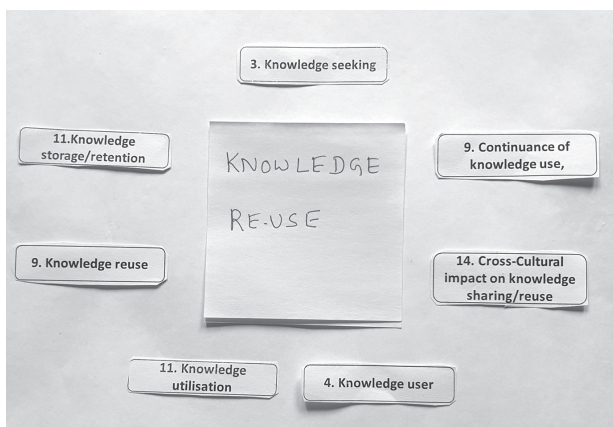 3. Knowledge seeking
11.Knowledge
storage/retention
KNOWLEDGE
RE-USE
9. Continuance of
knowledge use,
9. Knowledge reuse
14. Cross-Cultural
impact on knowledge
sharing/reuse
11. Knowledge
utilisation
4. Knowledge user